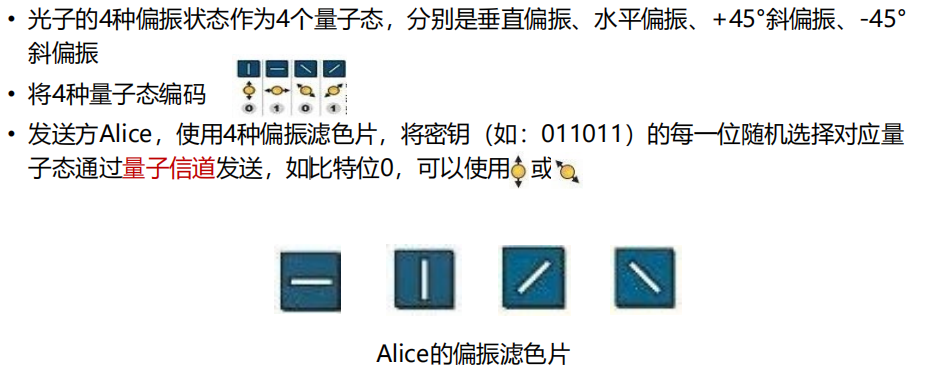 • 光子的4种偏振状态作为4个量子态，分别是垂直偏振、水平偏振、+45°斜偏振、-45°
斜偏振
• 将4种量子态编码
0 1 0 1
• 发送方Alice，使用4种偏振滤色片，将密钥（如：011011）的每一位随机选择对应量
子态通过量子信道发送，如比特位0，可以使用或
Alice的偏振滤色片